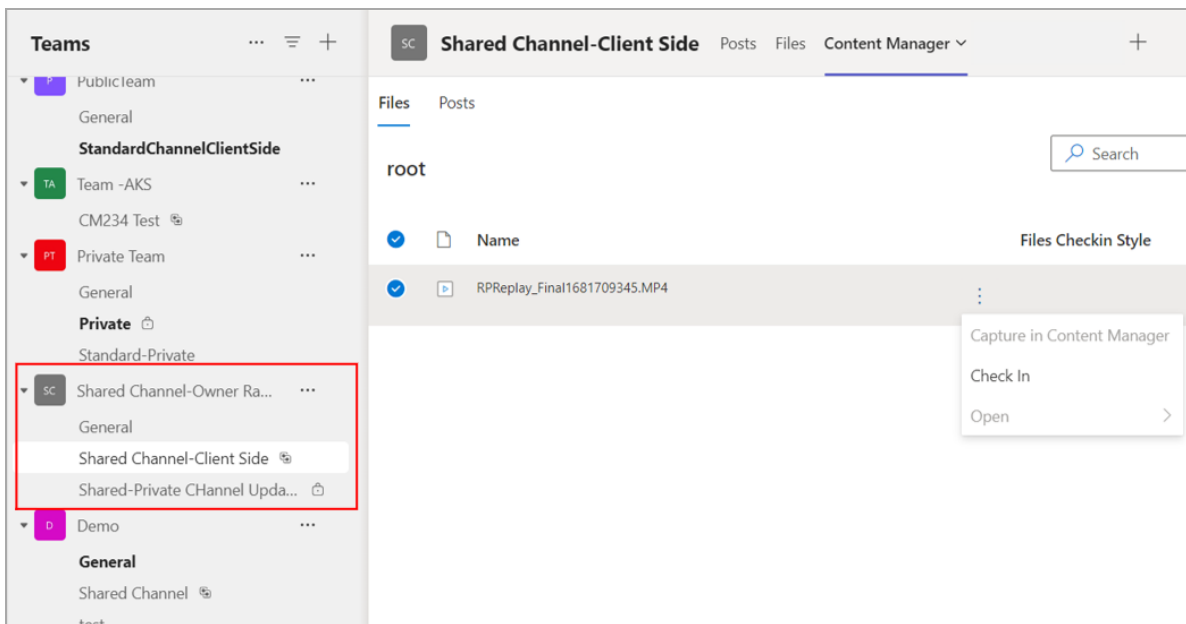 Teams
P PublicTeam
General
StandardChannelClientSide
TA Team -AKS
CM234 Test
PT Private Team
General
Private
Standard-Private
SC Shared Channel-Owner Ra...
General
Shared Channel-Client Side
Shared-Private CHannel Upda...
D Demo
General
Shared Channel
test
SC Shared Channel-Client Side Posts Files Content Manager
Files Posts
root
Search
Name Files Checkin Style
RPReplay_Final1681709345.MP4
Capture in Content Manager
Check In
Open